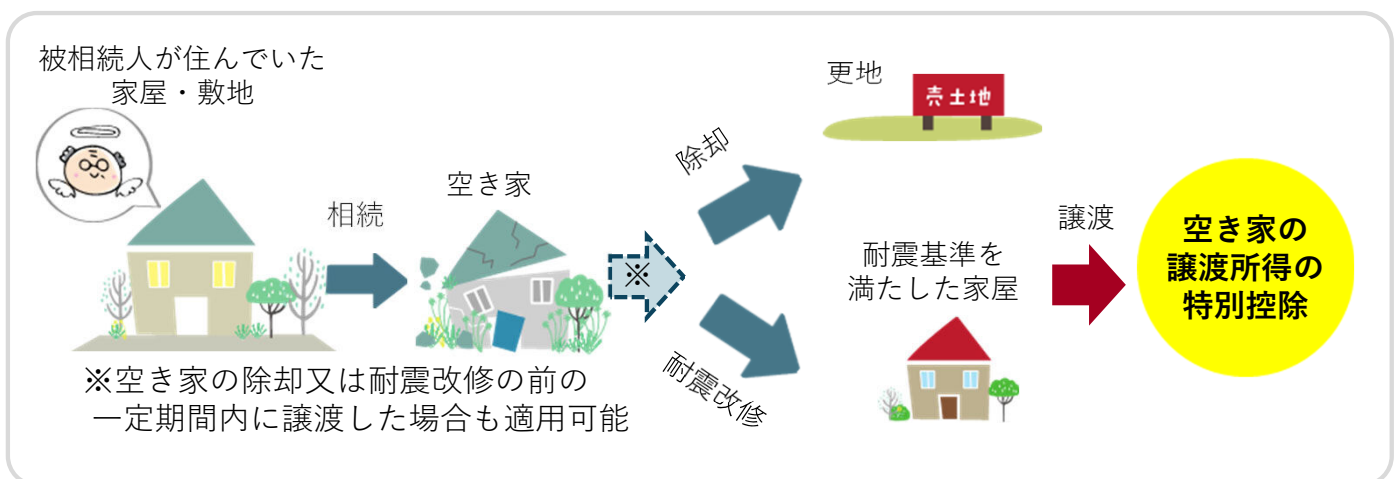 被相続人が住んでいた
家屋・敷地
相続
空き家
※
除却
更地
売土地
耐震改修
耐震基準を
満たした家屋
譲渡
空き家の
譲渡所得の
特別控除
※空き家の除却又は耐震改修の前の
一定期間内に譲渡した場合も適用可能